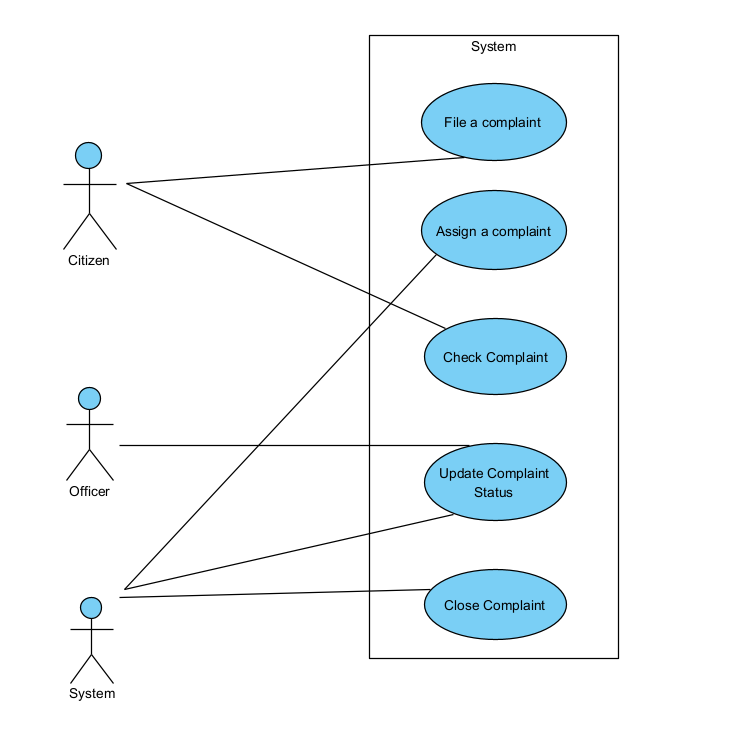 System
File a complaint
Assign a complaint
Citizen
Check Complaint
Update Complaint
Status
Officer
Close Complaint
System